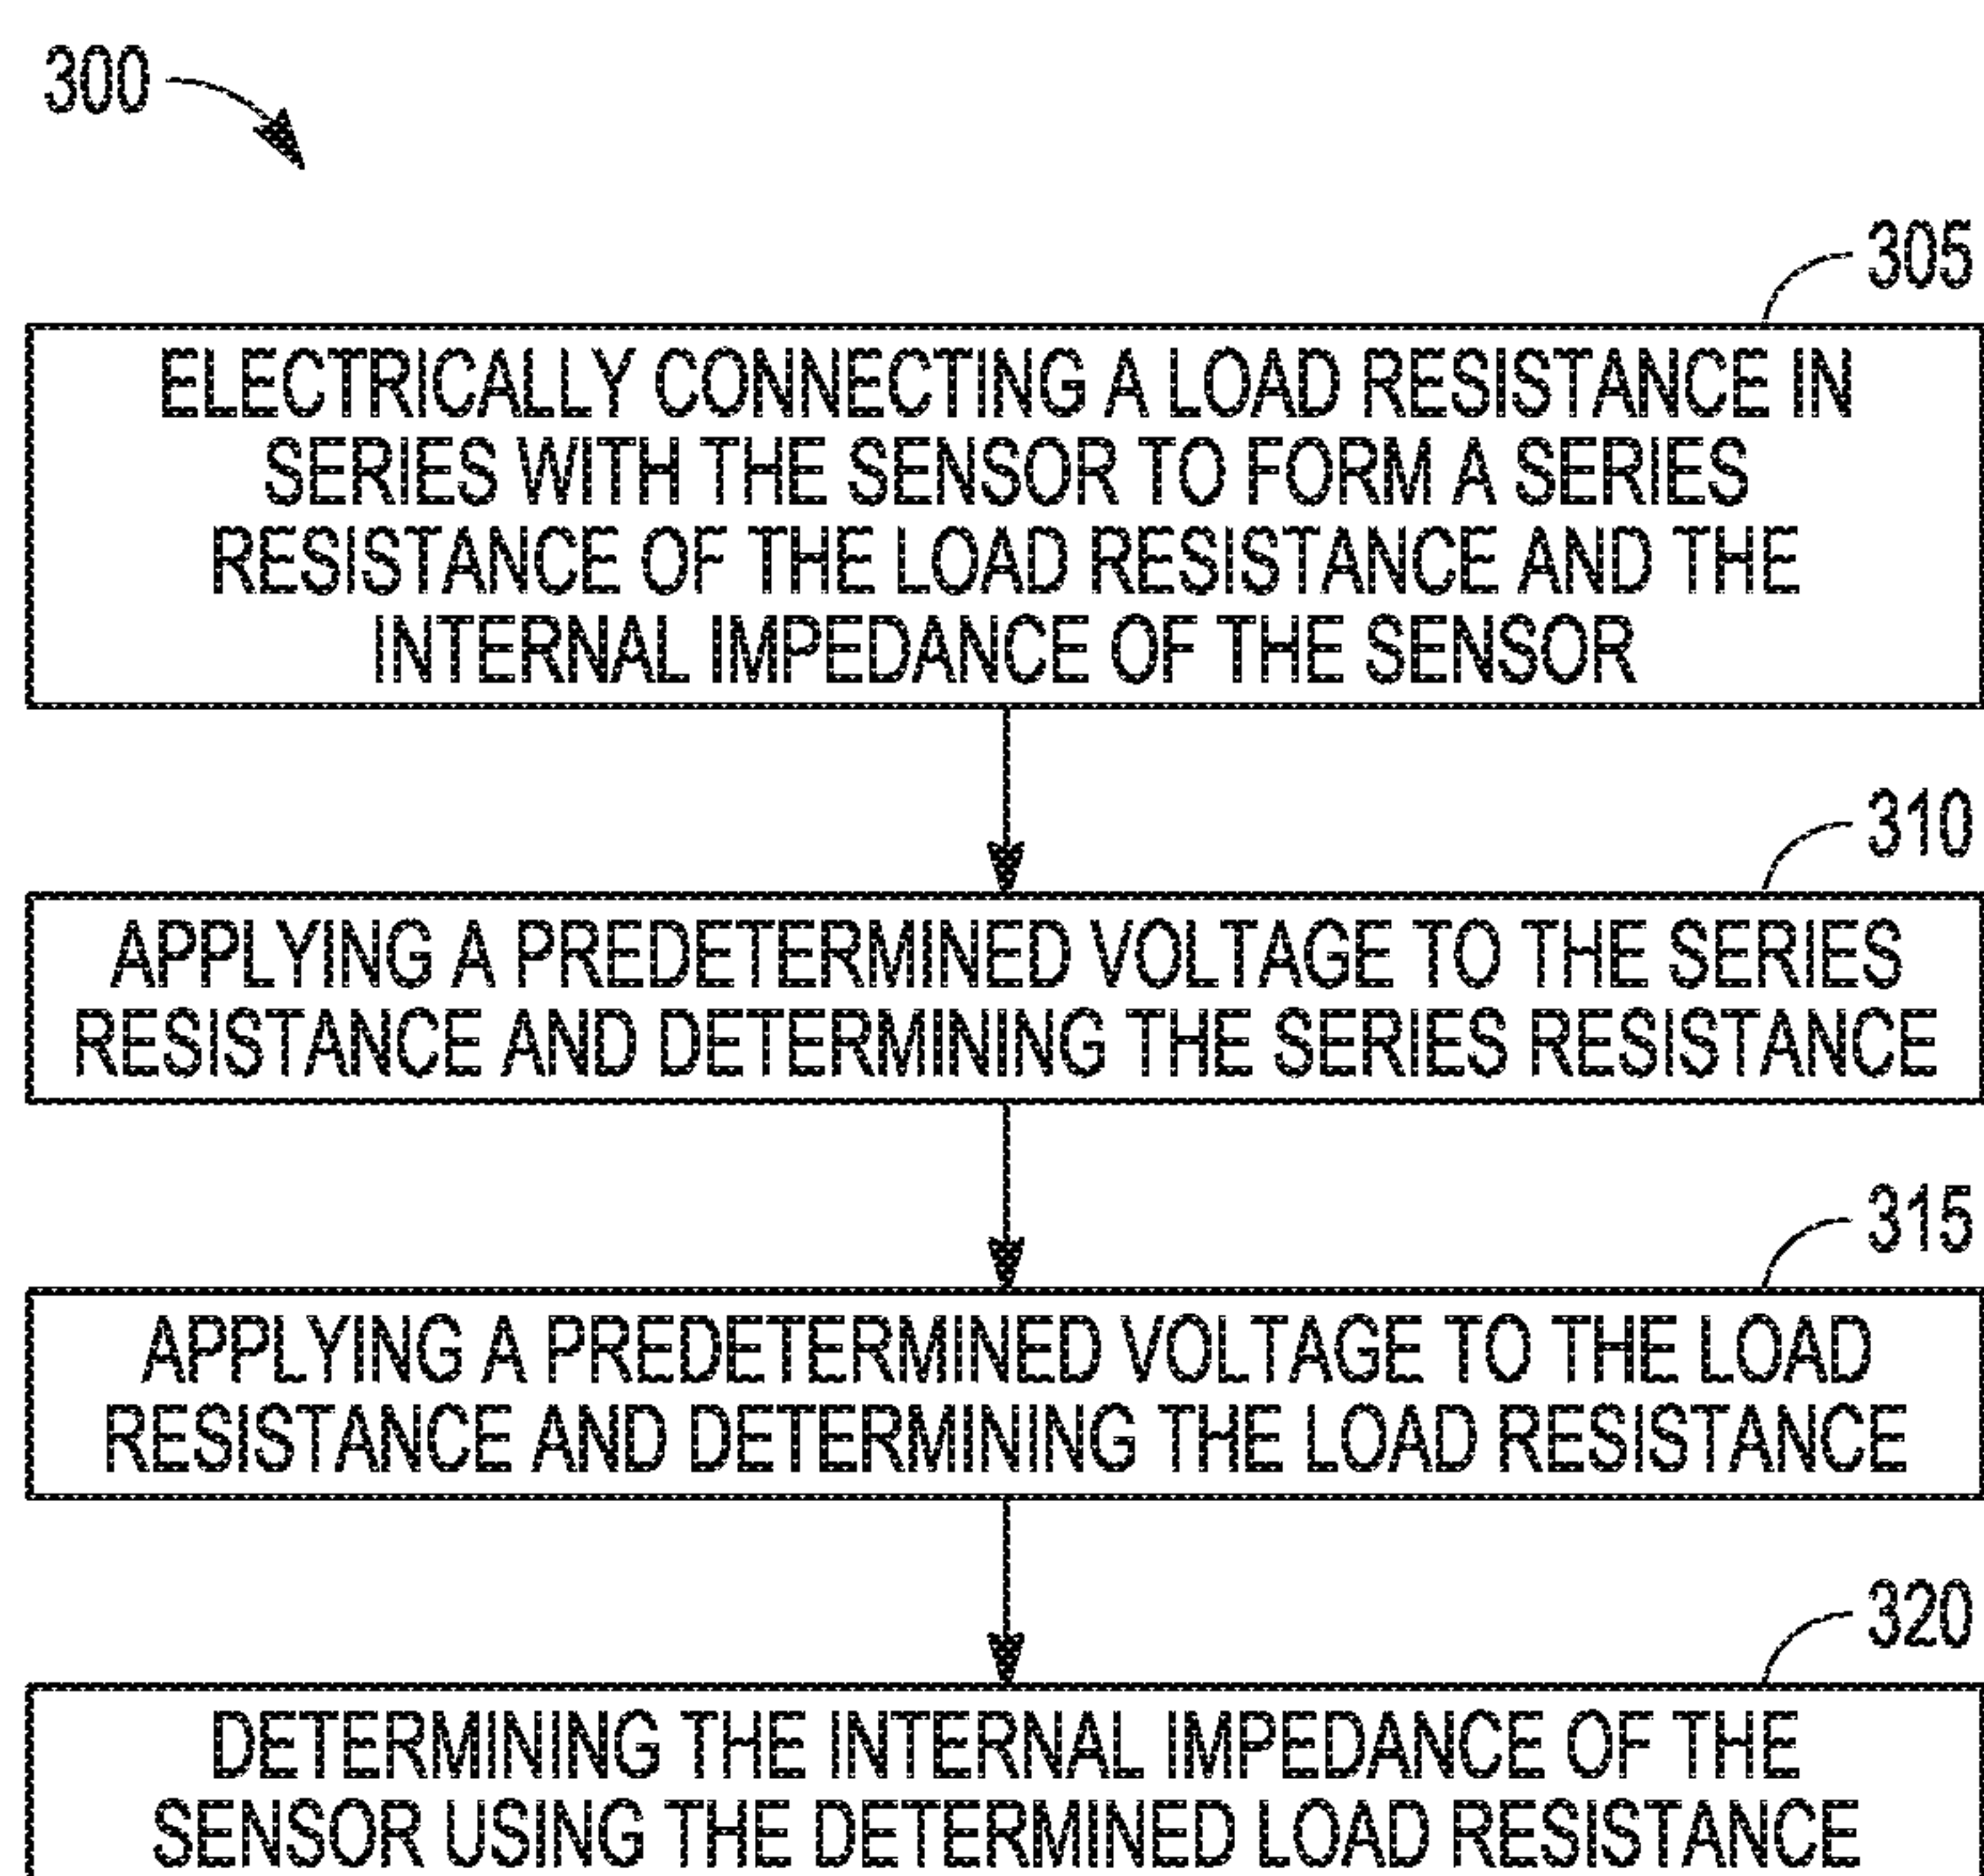 300
305
ELECTRICALLY CONNECTING A LOAD RESISTANCE IN
SERIES WITH THE SENSOR TO FORM A SERIES
RESISTANCE OF THE LOAD RESISTANCE AND THE
INTERNAL IMPEDANCE OF THE SENSOR
310
APPLYING A PREDETERMINED VOLTAGE TO THE SERIES
RESISTANCE AND DETERMINING THE SERIES RESISTANCE
315
APPLYING A PREDETERMINED VOLTAGE TO THE LOAD
RESISTANCE AND DETERMINING THE LOAD RESISTANCE
320
DETERMINING THE INTERNAL IMPEDANCE OF THE
SENSOR USING THE DETERMINED LOAD RESISTANCE